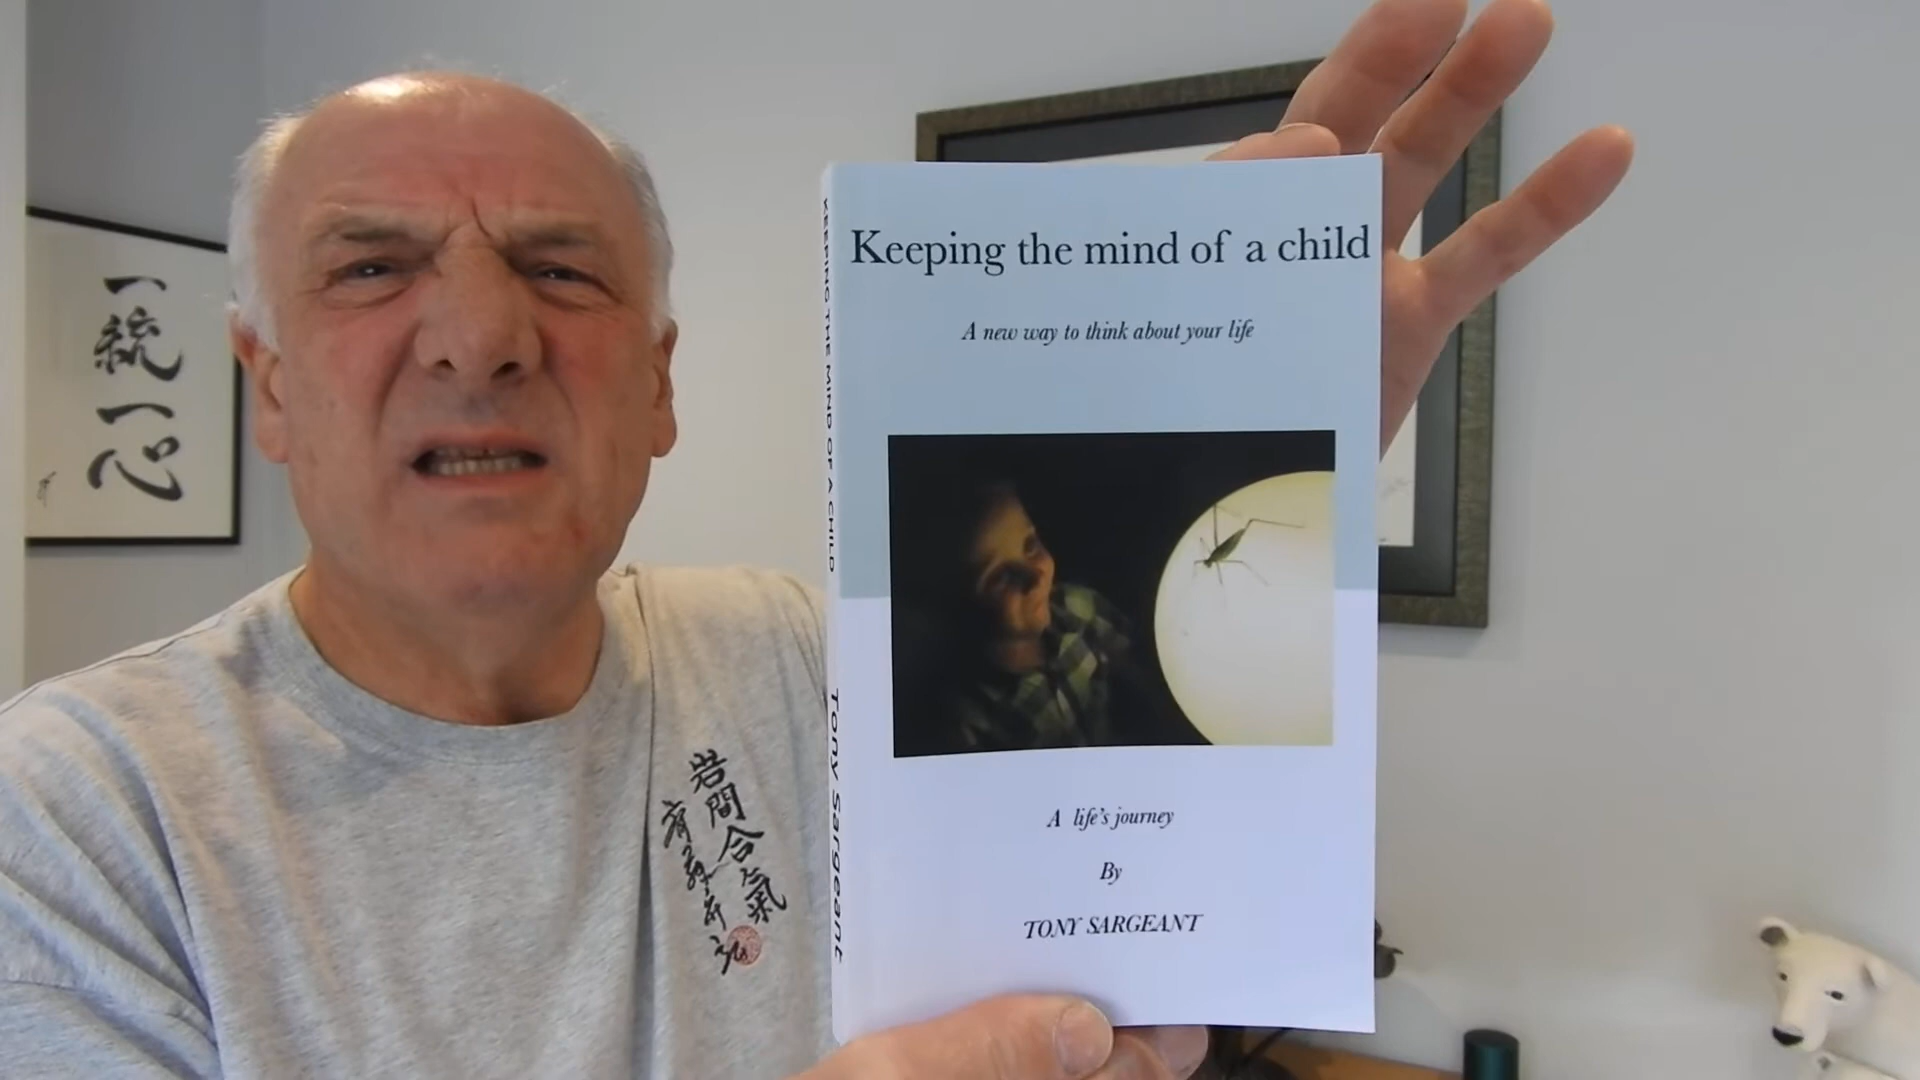 一統一心
Keeping the mind of a child
A new way to think about your life
A life's journey
By
TONY SARGEANT
KEEPING THE MIND OF A CHILD
Tony Sargeant
岩間合氣